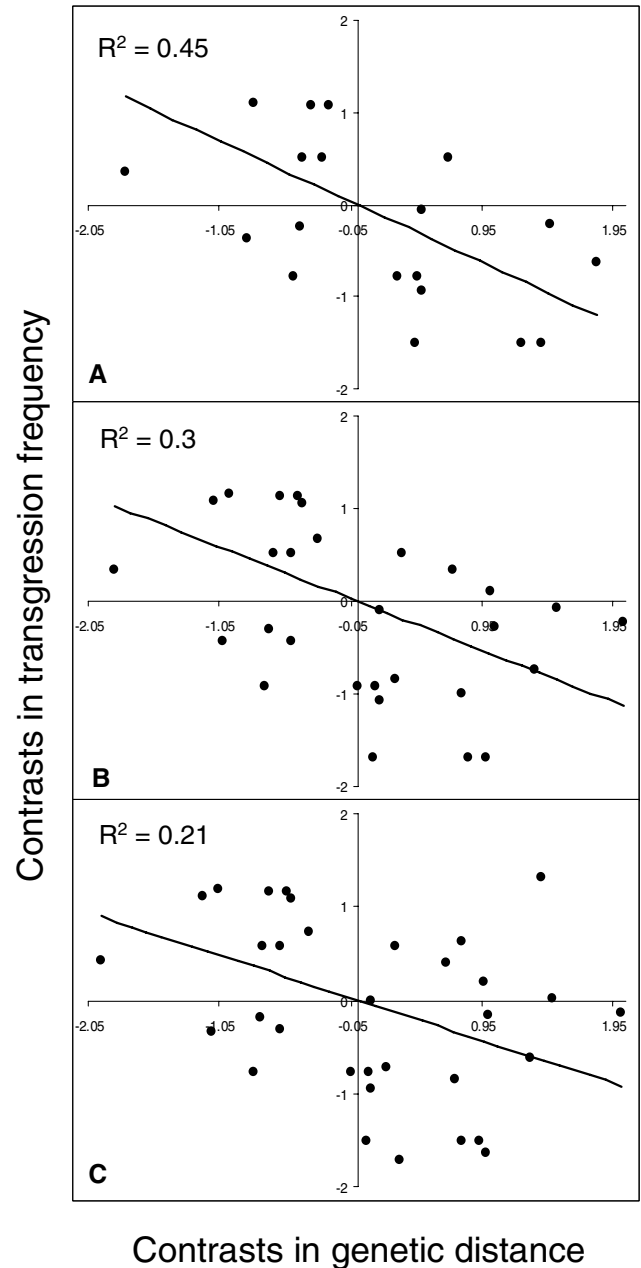 Contrasts in transgression frequency
R² = 0.45
2
1
0
-2.05 -1.05 -0.05 0.95 1.95
-1
A
-2
R² = 0.3
2
1
0
-2.05 -1.05 -0.05 0.95 1.95
-1
B
-2
R² = 0.21
2
1
0
-2.05 -1.05 -0.05 0.95 1.95
-1
C
-2
Contrasts in genetic distance